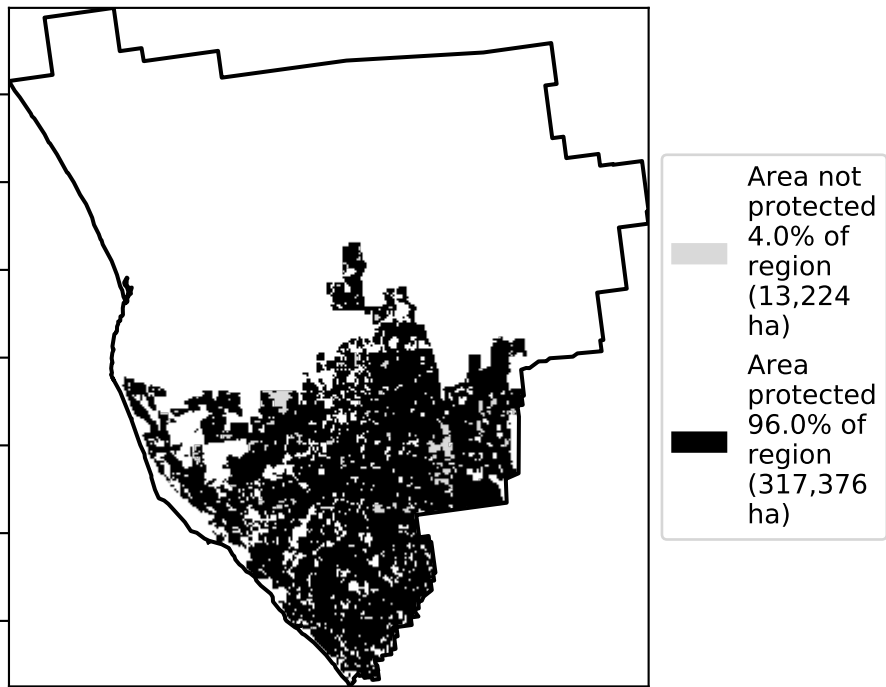 Area not
protected
4.0% of
region
(13,224
ha)
Area
protected
96.0% of
region
(317,376
ha)